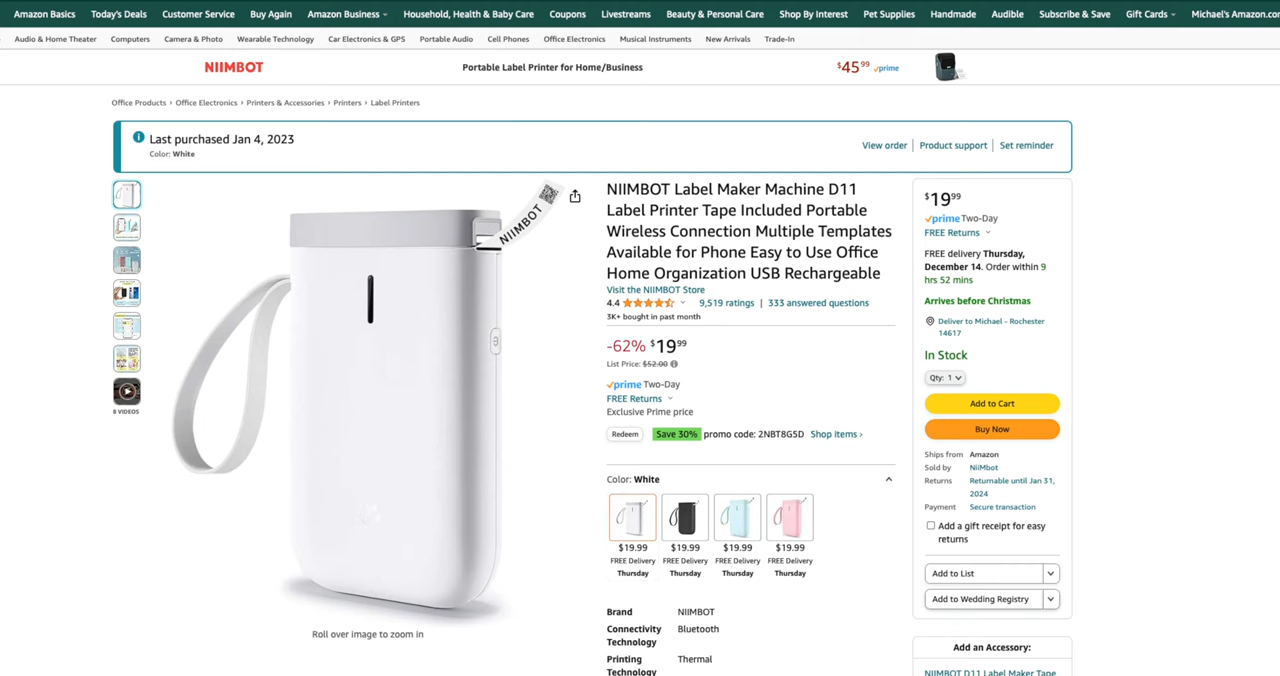 Amazon Basics Today's Deals Customer Service Buy Again Amazon Business Household, Health & Baby Care Coupons Livestreams Beauty & Personal Care Shop By Interest Pet Supplies Handmade Audible Subscribe & Save Gift Cards Michael's Amazon.com
Audio & Home Theater Computers Camera & Photo Wearable Technology Car Electronics & GPS Portable Audio Cell Phones Office Electronics Musical Instruments New Arrivals Trade-In
NIIMBOT Portable Label Printer for Home/Business $45.99 prime
Office Products › Office Electronics › Printers & Accessories › Printers › Label Printers
Last purchased Jan 4, 2023
Color: White
View order | Product support | Set reminder
NIIMBOT
8 VIDEOS
Roll over image to zoom in
NIIMBOT Label Maker Machine D11
Label Printer Tape Included Portable
Wireless Connection Multiple Templates
Available for Phone Easy to Use Office
Home Organization USB Rechargeable
Visit the NIIMBOT Store
4.4 9,519 ratings | 333 answered questions
3K+ bought in past month
-62% $19.99
List Price: $52.00
prime Two-Day
FREE Returns
Exclusive Prime price
Redeem Save 30% promo code: 2NBT8G5D Shop items ›
Color: White
$19.99 $19.99 $19.99 $19.99
FREE Delivery FREE Delivery FREE Delivery FREE Delivery
Thursday Thursday Thursday Thursday
Brand NIIMBOT
Connectivity Bluetooth
Technology
Printing Thermal
Technology
$19.99
prime Two-Day
FREE Returns
FREE delivery Thursday,
December 14. Order within 9
hrs 52 mins
Arrives before Christmas
Deliver to Michael - Rochester
14617
In Stock
Qty: 1
Add to Cart
Buy Now
Ships from Amazon
Sold by NiiMbot
Returns Returnable until Jan 31,
2024
Payment Secure transaction
Add a gift receipt for easy
returns
Add to List
Add to Wedding Registry
Add an Accessory:
NIIMBOT D11 Label Maker Tape